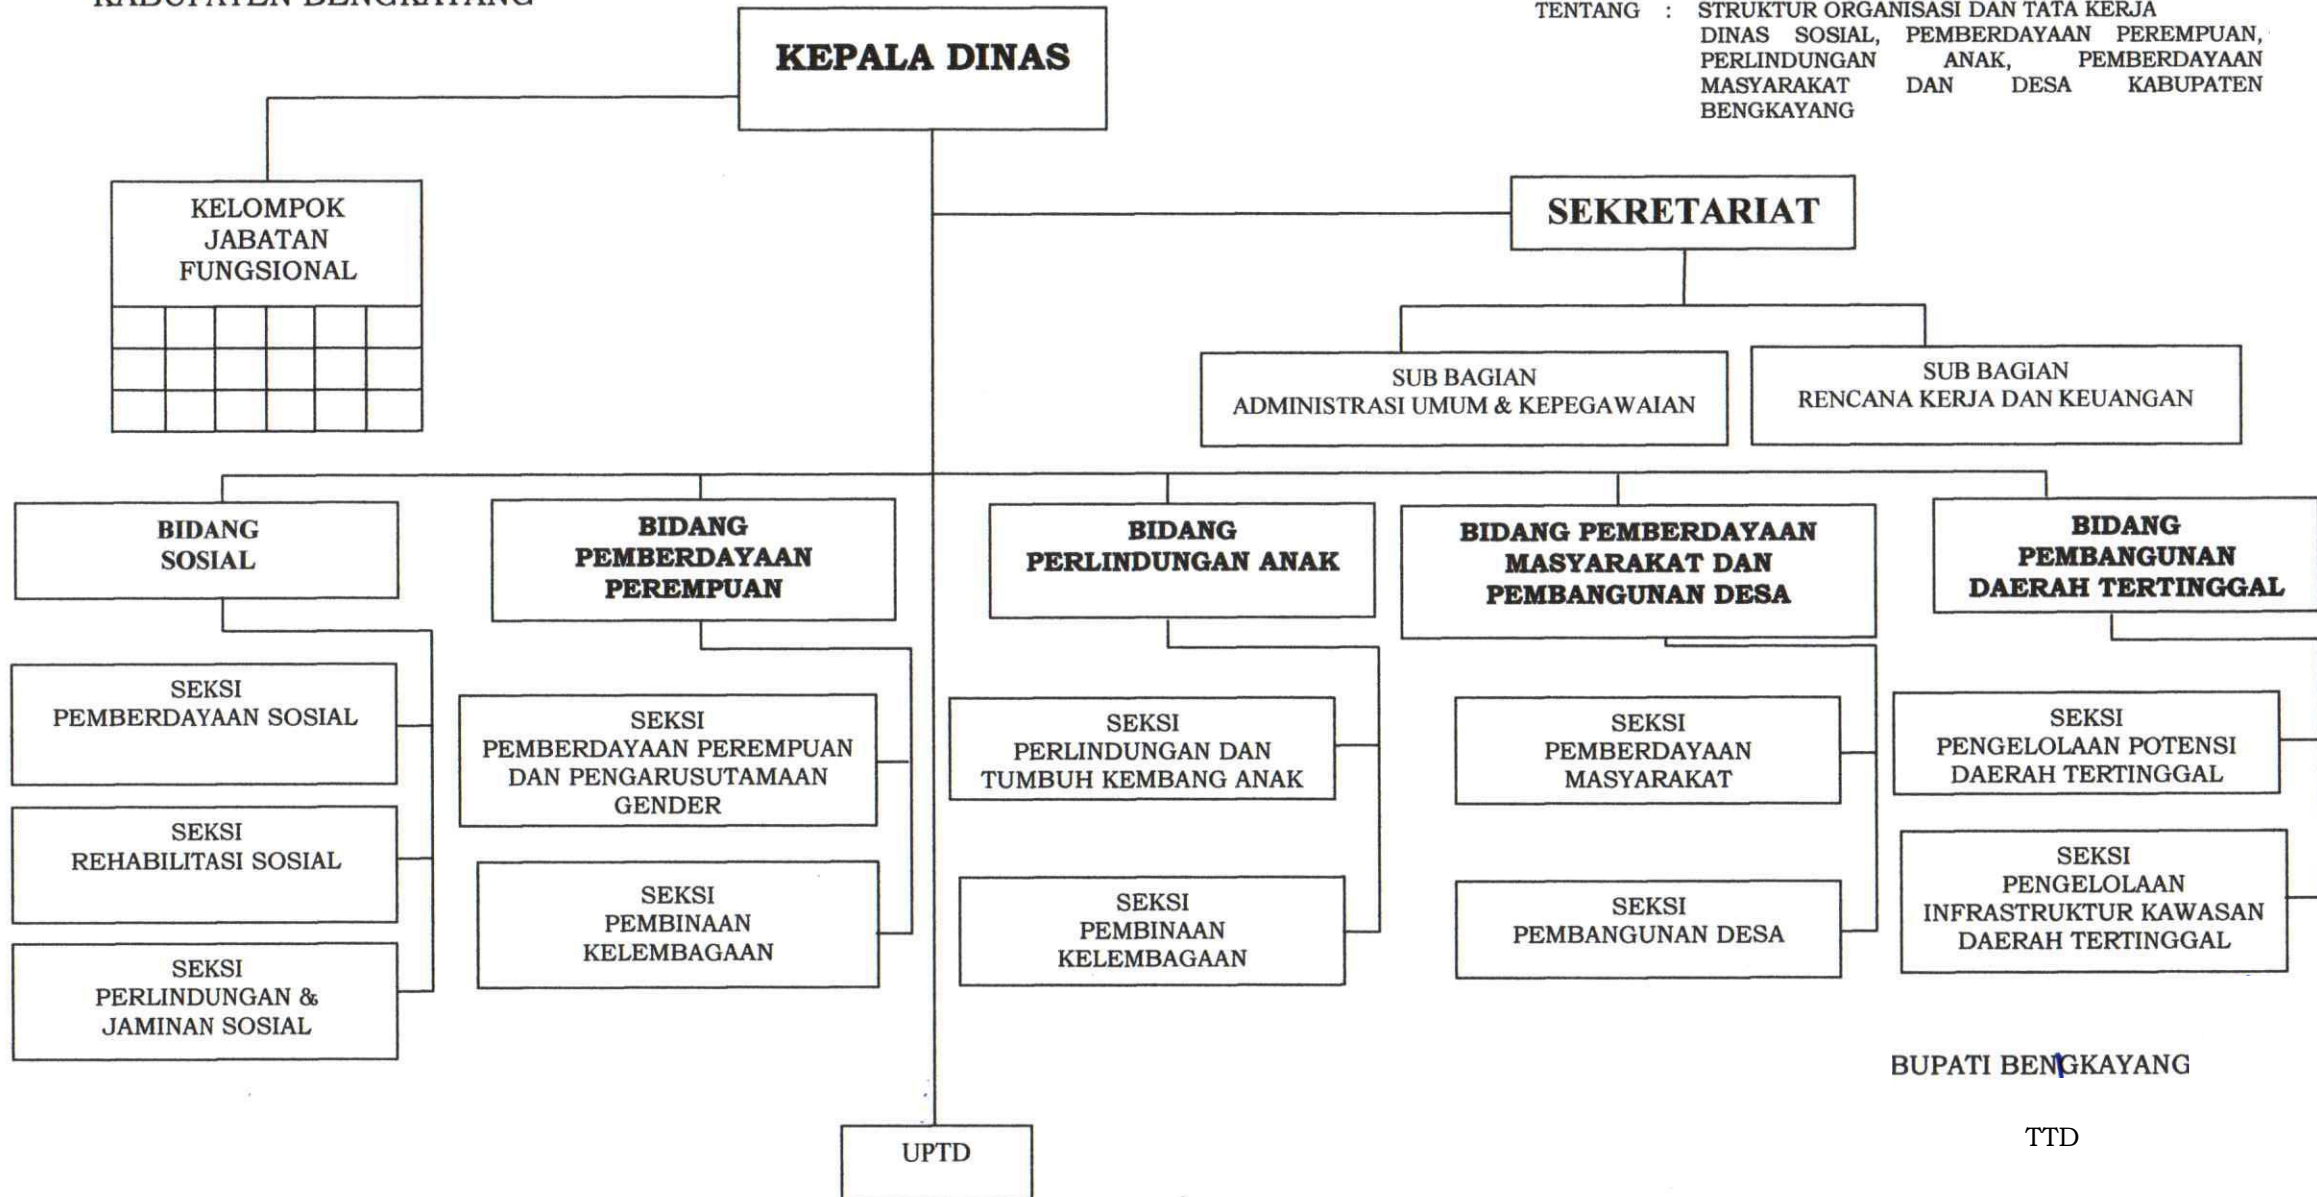 KABUPATEN BENGKAYANG
TENTANG : STRUKTUR ORGANISASI DAN TATA KERJA
DINAS SOSIAL, PEMBERDAYAAN PEREMPUAN,
PERLINDUNGAN ANAK, PEMBERDAYAAN
MASYARAKAT DAN DESA KABUPATEN
BENGKAYANG
KEPALA DINAS
KELOMPOK
JABATAN
FUNGSIONAL
SEKRETARIAT
SUB BAGIAN
ADMINISTRASI UMUM & KEPEGAWAIAN
SUB BAGIAN
RENCANA KERJA DAN KEUANGAN
BIDANG
SOSIAL
BIDANG
PEMBERDAYAAN
PEREMPUAN
BIDANG
PERLINDUNGAN ANAK
BIDANG PEMBERDAYAAN
MASYARAKAT DAN
PEMBANGUNAN DESA
BIDANG
PEMBANGUNAN
DAERAH TERTINGGAL
SEKSI
PEMBERDAYAAN SOSIAL
SEKSI
PEMBERDAYAAN PEREMPUAN
DAN PENGARUSUTAMAAN
GENDER
SEKSI
PERLINDUNGAN DAN
TUMBUH KEMBANG ANAK
SEKSI
PEMBERDAYAAN
MASYARAKAT
SEKSI
PENGELOLAAN POTENSI
DAERAH TERTINGGAL
SEKSI
REHABILITASI SOSIAL
SEKSI
PEMBINAAN
KELEMBAGAAN
SEKSI
PEMBINAAN
KELEMBAGAAN
SEKSI
PEMBANGUNAN DESA
SEKSI
PENGELOLAAN
INFRASTRUKTUR KAWASAN
DAERAH TERTINGGAL
SEKSI
PERLINDUNGAN &
JAMINAN SOSIAL
BUPATI BENGKAYANG
TTD
UPTD